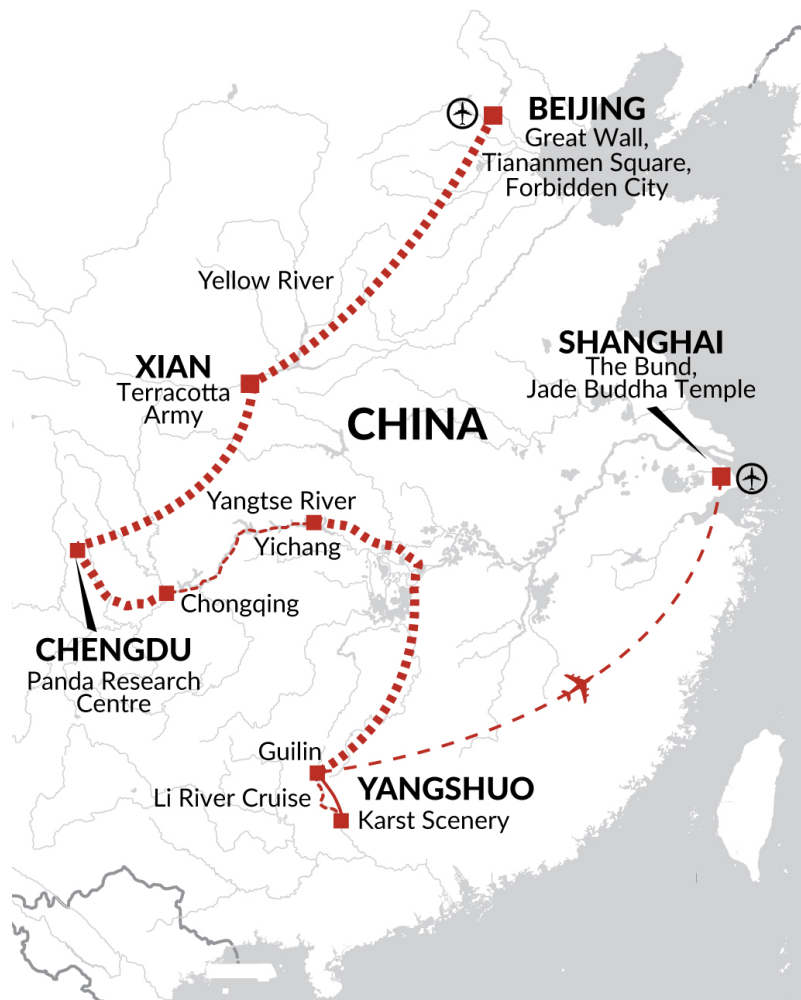 BEIJING
Great Wall,
Tiananmen Square,
Forbidden City
Yellow River
XIAN
Terracotta
Army
SHANGHAI
The Bund,
Jade Buddha Temple
CHINA
Yangtse River
Yichang
Chongqing
CHENGDU
Panda Research
Centre
Guilin
Li River Cruise
YANGSHUO
Karst Scenery